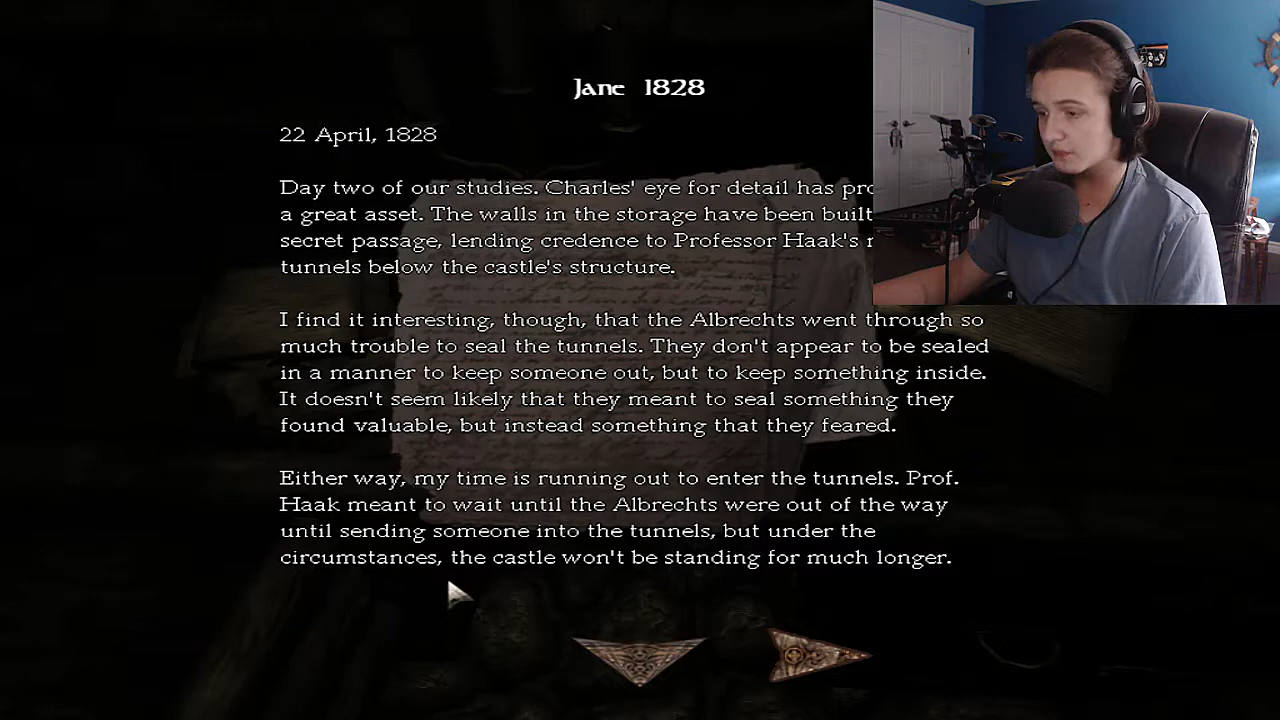 Jane 1828
22 April, 1828
Day two of our studies. Charles' eye for detail has
a great asset. The walls in the storage have been built
secret passage, lending credence to Professor Haak's
tunnels below the castle's structure.
I find it interesting, though, that the Albrechts went through so
much trouble to seal the tunnels. They don't appear to be sealed
in a manner to keep someone out, but to keep something inside.
It doesn't seem likely that they meant to seal something they
found valuable, but instead something that they feared.
Either way, my time is running out to enter the tunnels. Prof.
Haak meant to wait until the Albrechts were out of the way
until sending someone into the tunnels, but under the
circumstances, the castle won't be standing for much longer.